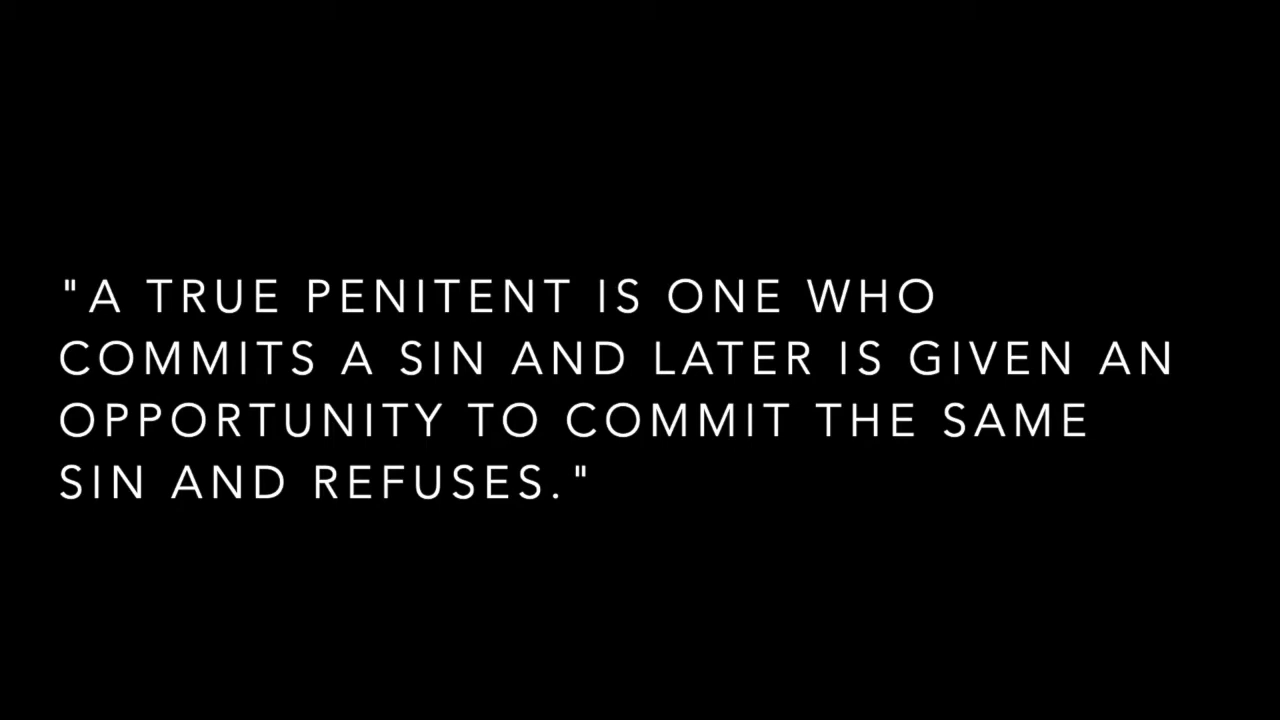 "A TRUE PENITENT IS ONE WHO
COMMITS A SIN AND LATER IS GIVEN AN
OPPORTUNITY TO COMMIT THE SAME
SIN AND REFUSES."